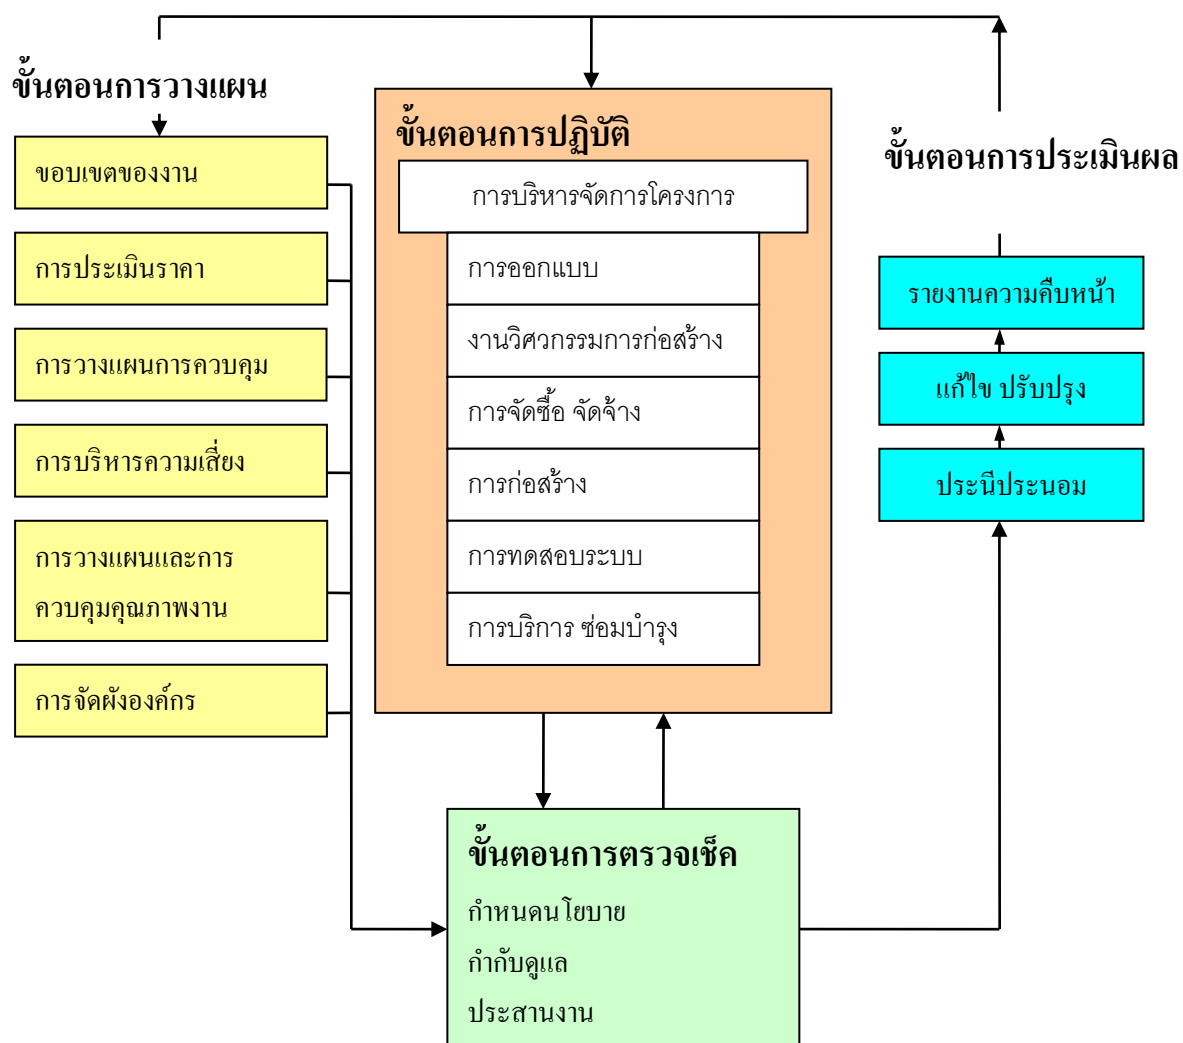 ขั้นตอนการวางแผน
ขอบเขตของงาน
การประเมินราคา
การวางแผนการควบคุม
การบริหารความเสี่ยง
การวางแผนและการ
ควบคุมคุณภาพงาน
การจัดผังองค์กร
ขั้นตอนการปฏิบัติ
การบริหารจัดการโครงการ
การออกแบบ
งานวิศวกรรมการก่อสร้าง
การจัดซื้อ จัดจ้าง
การก่อสร้าง
การทดสอบระบบ
การบริการ ซ่อมบำรุง
ขั้นตอนการตรวจเช็ค
กำหนดนโยบาย
กำกับดูแล
ประสานงาน
ขั้นตอนการประเมินผล
รายงานความคืบหน้า
แก้ไข ปรับปรุง
ประนีประนอม